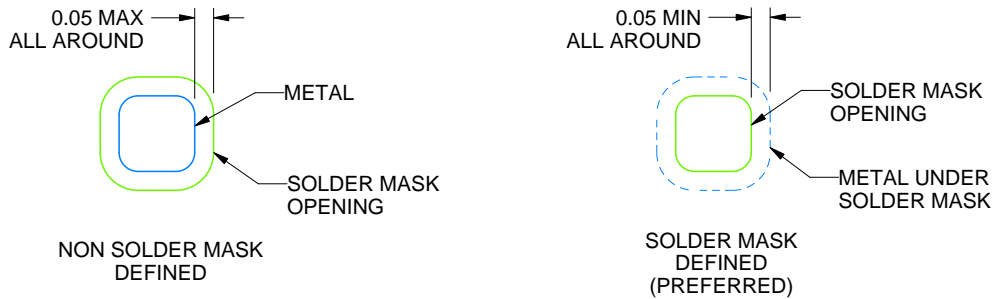 0.05 MAX
ALL AROUND
METAL
SOLDER MASK
OPENING
NON SOLDER MASK
DEFINED
0.05 MIN
ALL AROUND
SOLDER MASK
OPENING
METAL UNDER
SOLDER MASK
SOLDER MASK
DEFINED
(PREFERRED)